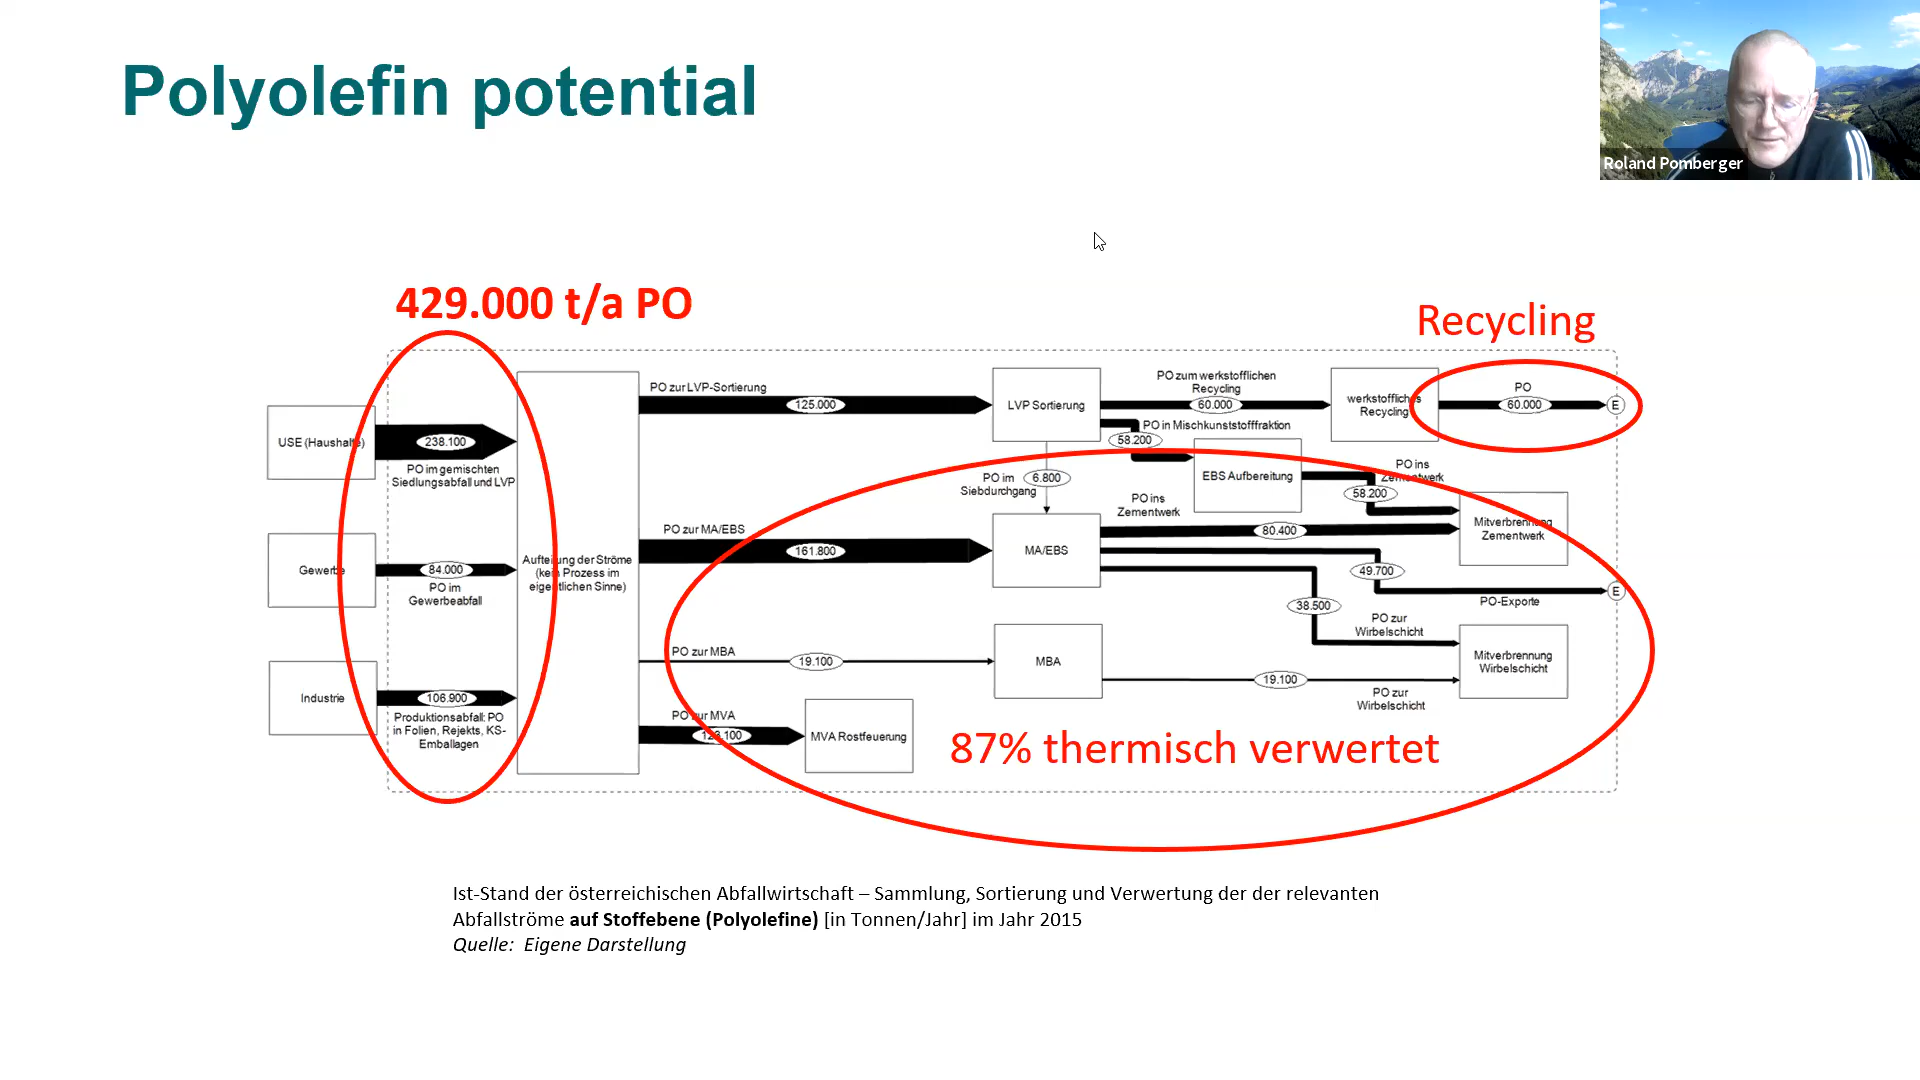 Polyolefin potential
Roland Pomberger
429.000 t/a PO
Recycling
USE (Haushalte)
238.100
PO im gemischten
Siedlungsabfall und LVP
Gewerbe
84.000
PO im
Gewerbeabfall
Industrie
106.900
Produktionsabfall: PO
in Folien, Rejekts, KS-
Emballagen
Aufteilung der Ströme
(kein Prozess im
eigentlichen Sinne)
PO zur LVP-Sortierung
125.000
LVP Sortierung
PO zum werkstofflichen
Recycling
60.000
werkstoffliches
Recycling
PO
60.000
E
PO in Mischkunststofffraktion
58.200
EBS Aufbereitung
PO ins
Zementwerk
58.200
PO im
Siebdurchgang
6.800
PO zur MA/EBS
161.800
MA/EBS
PO ins
Zementwerk
80.400
Mitverbrennung
Zementwerk
49.700
PO-Exporte
E
38.500
PO zur
Wirbelschicht
PO zur MBA
19.100
MBA
19.100
PO zur
Wirbelschicht
Mitverbrennung
Wirbelschicht
PO zur MVA
MVA Rostfeuerung
87% thermisch verwertet
Ist-Stand der österreichischen Abfallwirtschaft – Sammlung, Sortierung und Verwertung der der relevanten
Abfallströme auf Stoffebene (Polyolefine) [in Tonnen/Jahr] im Jahr 2015
Quelle: Eigene Darstellung